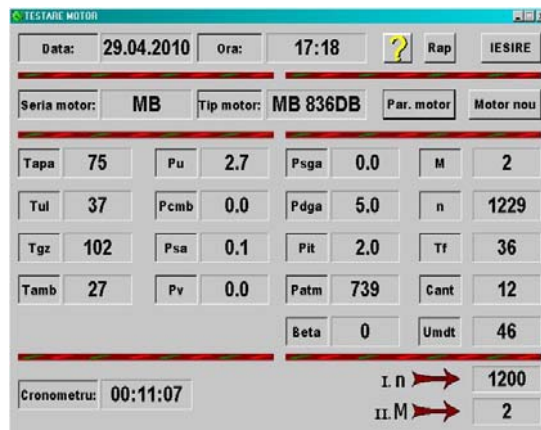 TESTARE MOTOR
Data: 29.04.2010 Ora: 17:18 ? Rap IESIRE
Seria motor: MB Tip motor: MB 836DB Par. motor Motor nou
Tapa 75 Pu 2.7 Psga 0.0 M 2
Tul 37 Pcmb 0.0 Pdga 5.0 n 1229
Tgz 102 Psa 0.1 Pit 2.0 Tf 36
Tamb 27 Pv 0.0 Patm 739 Cant 12
Beta 0 Umdt 46
I. n 1200
Cronometru: 00:11:07
II. M 2